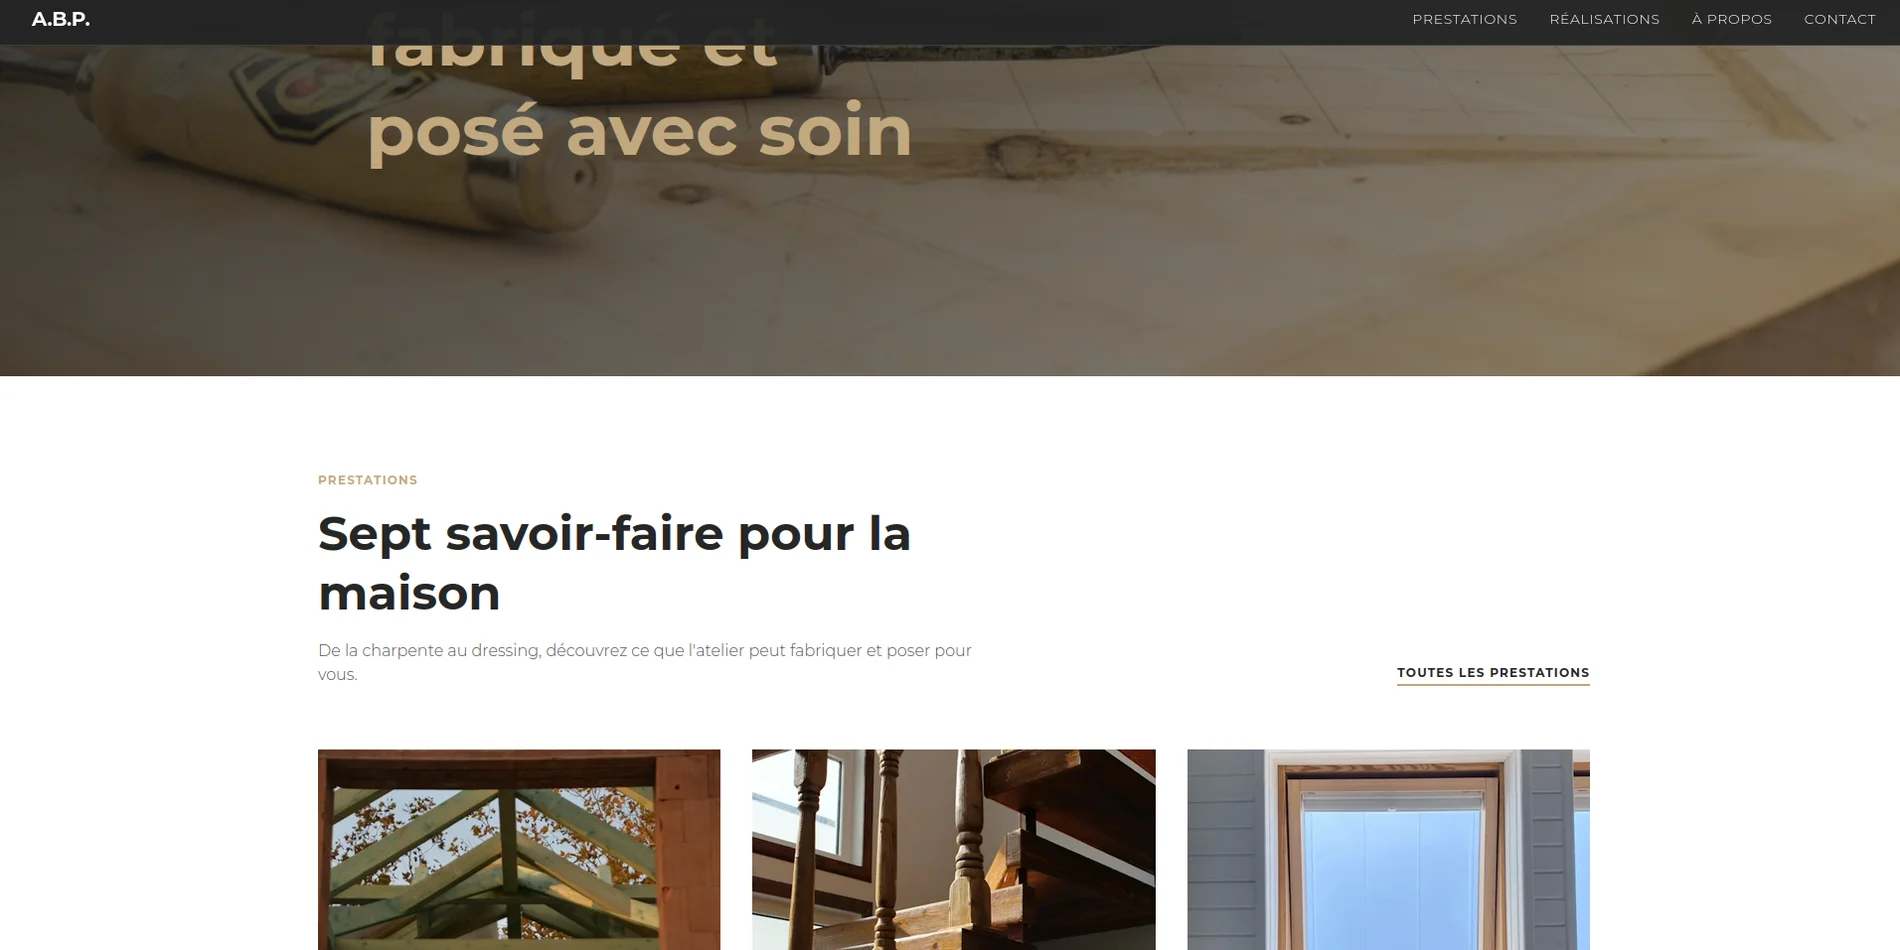 A.B.P.
PRESTATIONS
RÉALISATIONS
À PROPOS
CONTACT
fabriqué et
posé avec soin
PRESTATIONS
Sept savoir-faire pour la
maison
De la charpente au dressing, découvrez ce que l'atelier peut fabriquer et poser pour
vous.
TOUTES LES PRESTATIONS